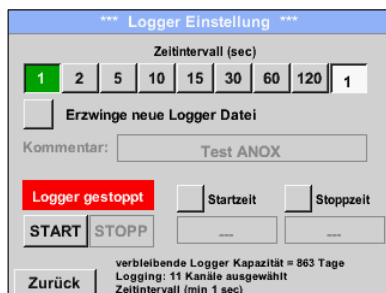 *** Logger Einstellung ***
Zeitintervall (sec)
1 2 5 10 15 30 60 120 1
Erzwinge neue Logger Datei
Kommentar: Test ANOX
Logger gestoppt Startzeit Stoppzeit
START STOPP --- ---
verbleibende Logger Kapazität = 863 Tage
Logging: 11 Kanäle ausgewählt
Zurück Zeitintervall (min 1 sec)